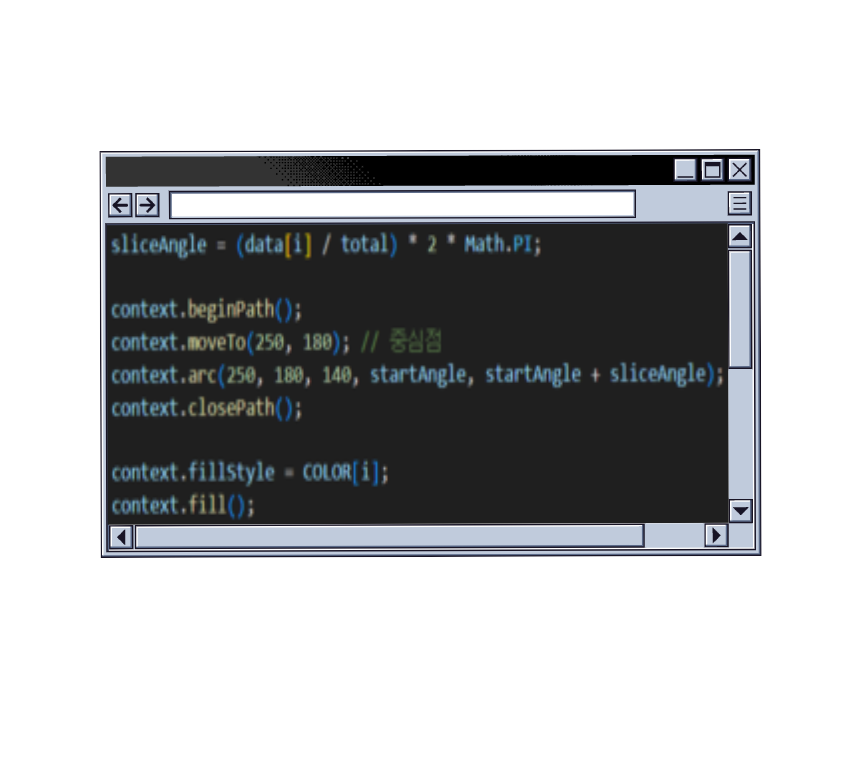 sliceAngle = (data[i] / total) * 2 * Math.PI;
context.beginPath();
context.moveTo(250, 180); // 중심점
context.arc(250, 180, 140, startAngle, startAngle + sliceAngle);
context.closePath();
context.fillStyle = COLOR[i];
context.fill();